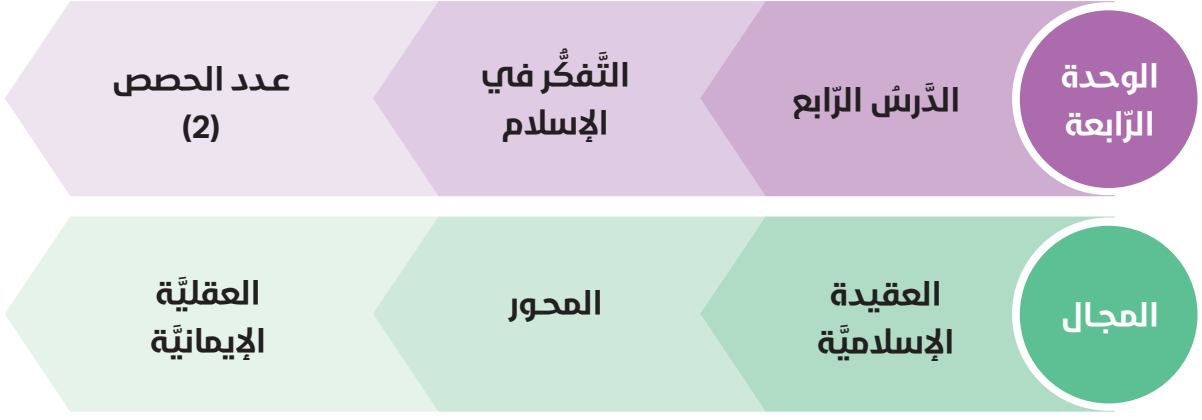 الوحدة
الرّابعة
الدَّرسُ الرّابع
التَّفكُّر في
الإسلام
عدد الحصص
(2)
المجال
العقيدة
الإسلاميَّة
المحور
العقليَّة
الإيمانيَّة